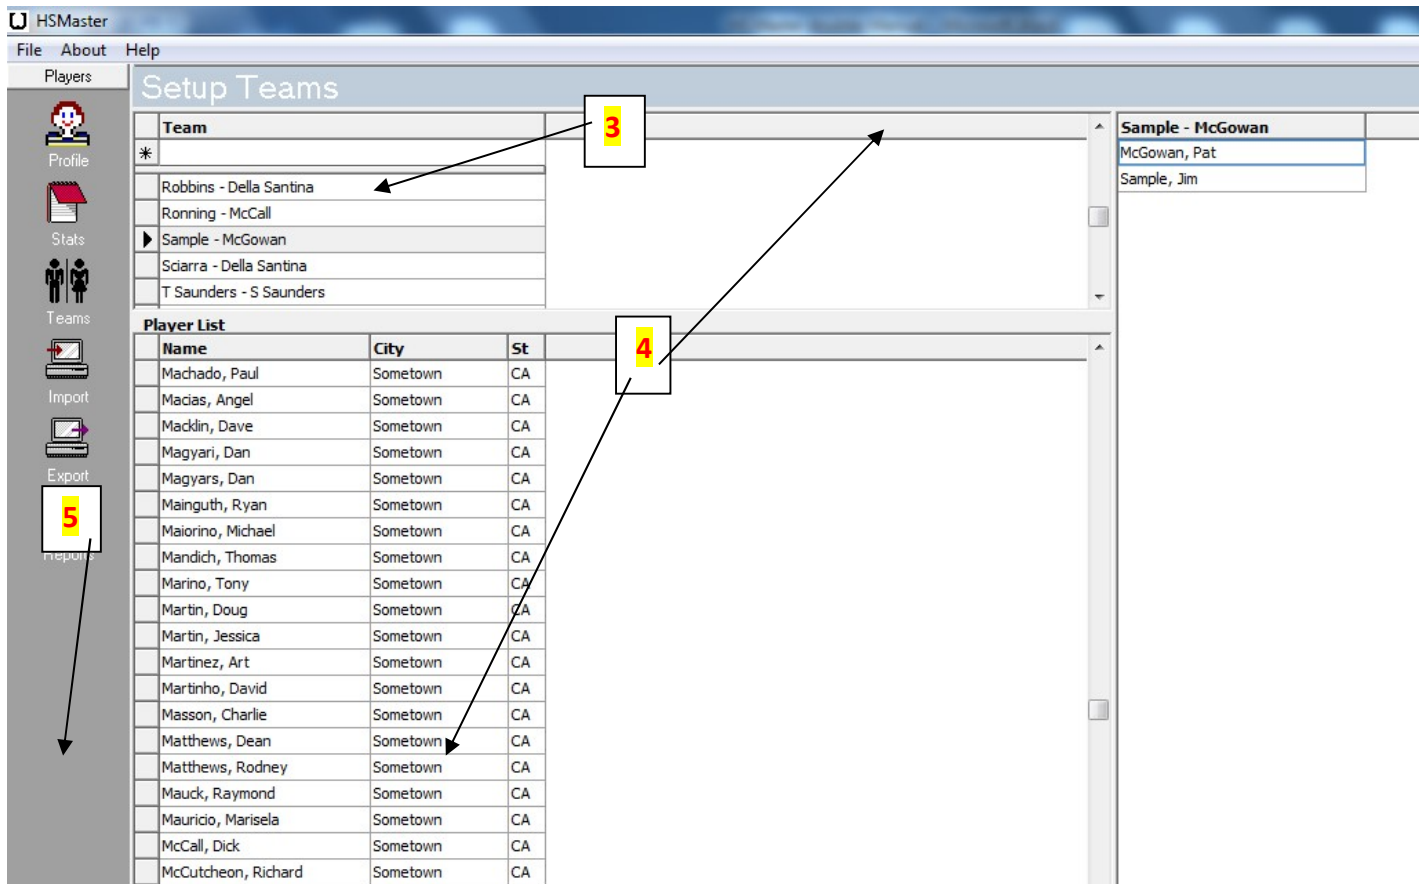 HSMaster
File About Help
Players
Setup Teams
Profile
Stats
Teams
Import
Export
Reports
3
4
5
Team
*
Robbins - Della Santina
Ronning - McCall
Sample - McGowan
Sciarra - Della Santina
T Saunders - S Saunders
Sample - McGowan
McGowan, Pat
Sample, Jim
Player List
Name City St
Machado, Paul Sometown CA
Macias, Angel Sometown CA
Macklin, Dave Sometown CA
Magyari, Dan Sometown CA
Magyars, Dan Sometown CA
Mainguth, Ryan Sometown CA
Maiorino, Michael Sometown CA
Mandich, Thomas Sometown CA
Marino, Tony Sometown CA
Martin, Doug Sometown CA
Martin, Jessica Sometown CA
Martinez, Art Sometown CA
Martinho, David Sometown CA
Masson, Charlie Sometown CA
Matthews, Dean Sometown CA
Matthews, Rodney Sometown CA
Mauck, Raymond Sometown CA
Mauricio, Marisela Sometown CA
McCall, Dick Sometown CA
McCutcheon, Richard Sometown CA